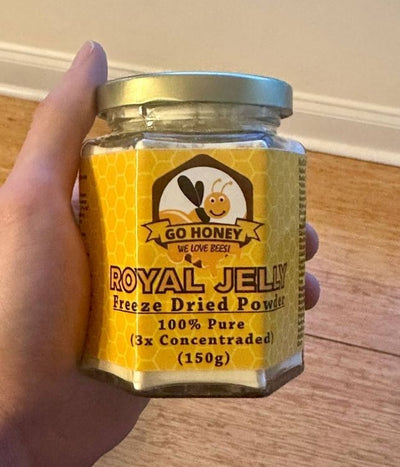 GO HONEY
WE LOVE BEES!
ROYAL JELLY
Freeze Dried Powder
100% Pure
(3x Concentraded)
(150g)